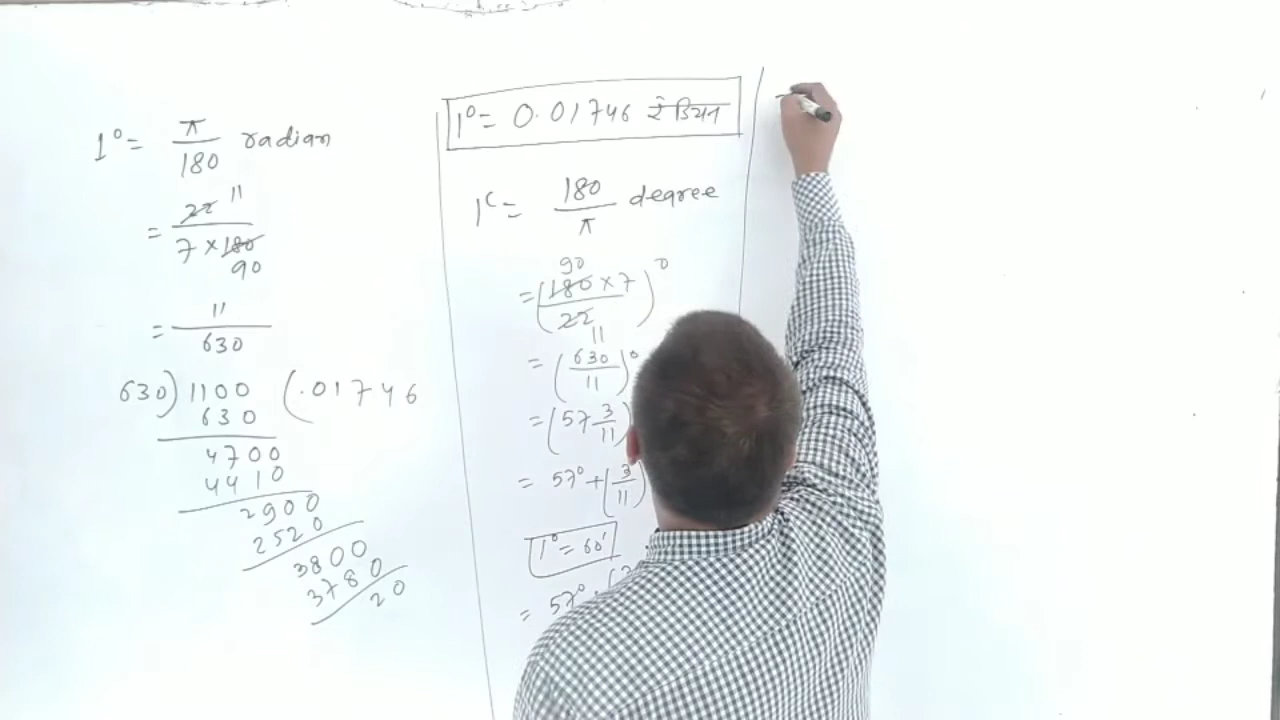 1° = π/180 radian
= 22 11 / 7 × 180 90
= 11/630
630) 1100 (.01746
630
4700
4410
2900
2520
3800
3780
20
1° = 0.01746 रेडियन
1ᶜ = 180/π degree
= (90 180 × 7 / 22 11)°
= (630/11)°
= (57 3/11)
= 57° + (3/11)
1° = 60'
= 57°